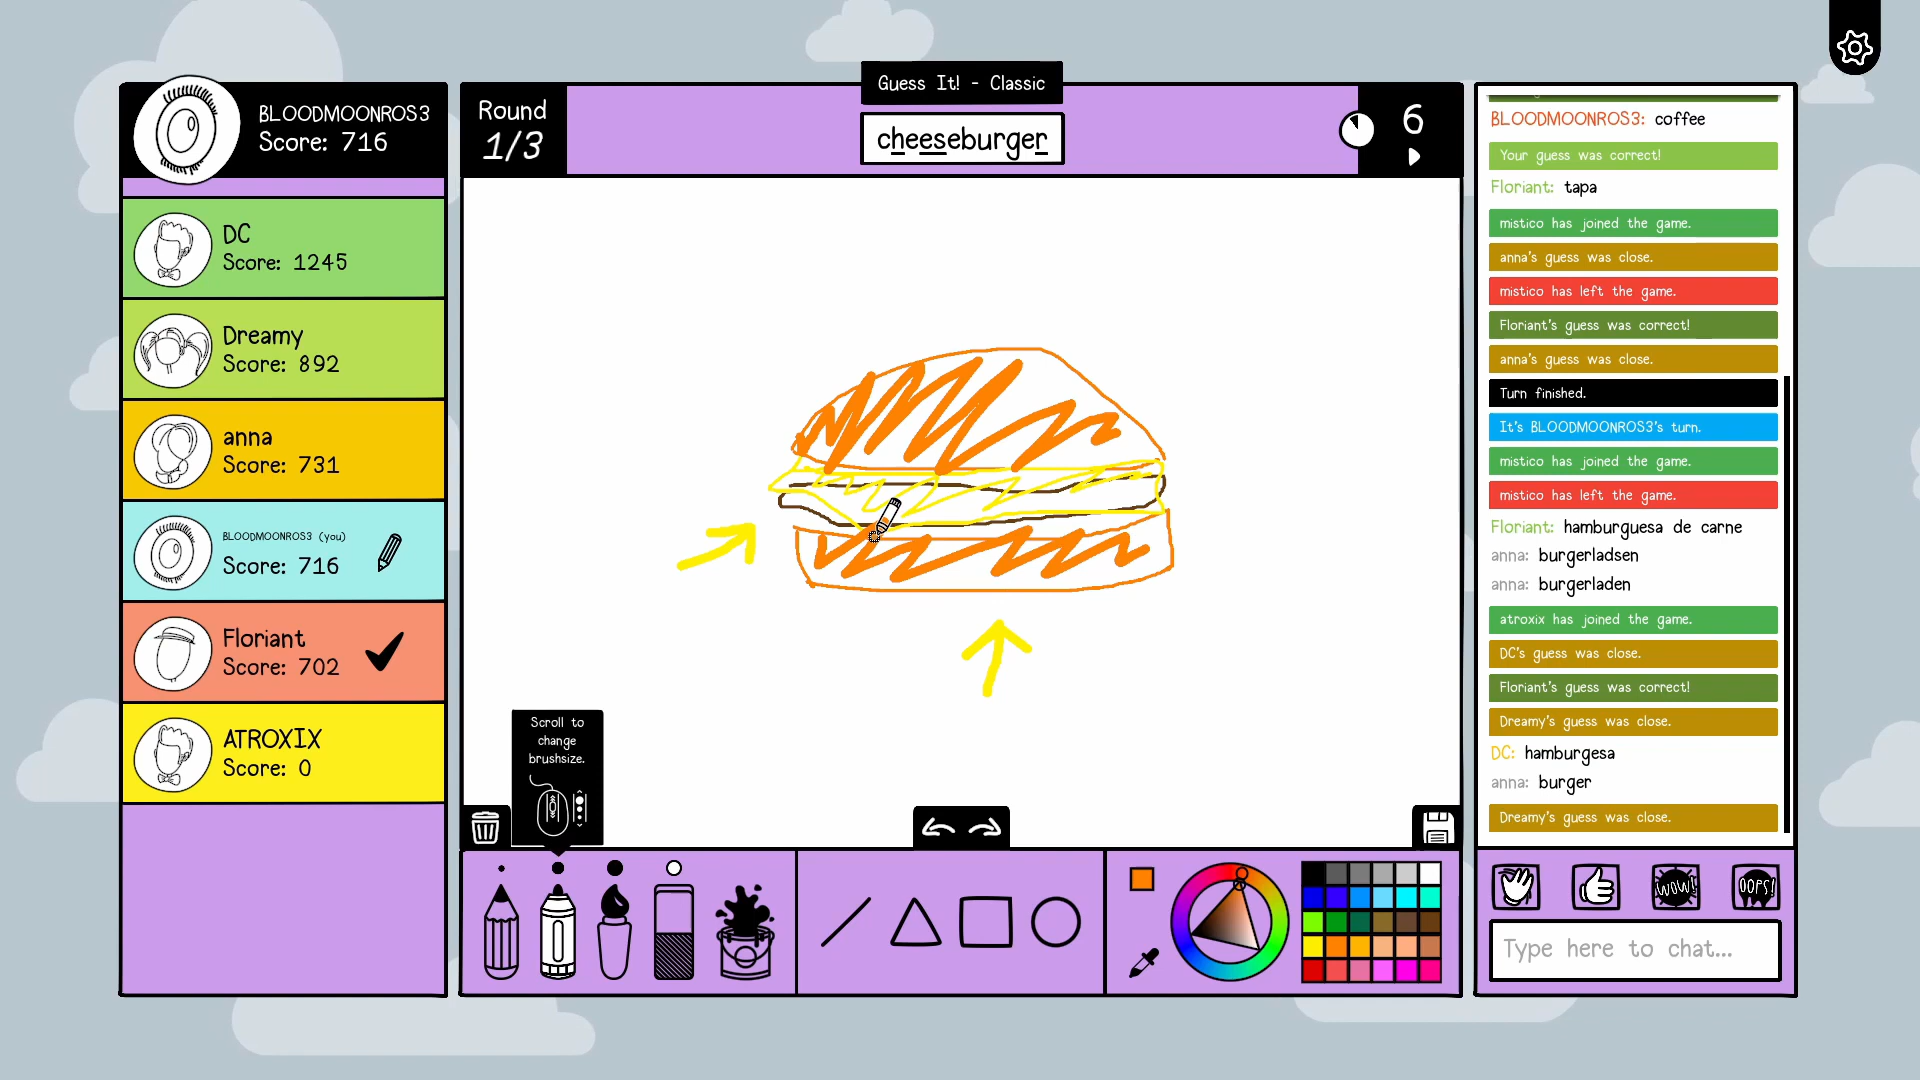 BLOODMOONROS3
Score: 716
DC
Score: 1245
Dreamy
Score: 892
anna
Score: 731
BLOODMOONROS3 (you)
Score: 716
Floriant
Score: 702
ATROXIX
Score: 0
Round
1/3
Guess It! - Classic
cheeseburger
6
Scroll to
change
brushsize.
BLOODMOONROS3: coffee
Your guess was correct!
Floriant: tapa
mistico has joined the game.
anna's guess was close.
mistico has left the game.
Floriant's guess was correct!
anna's guess was close.
Turn finished.
It's BLOODMOONROS3's turn.
mistico has joined the game.
mistico has left the game.
Floriant: hamburguesa de carne
anna: burgerladsen
anna: burgerladen
atroxix has joined the game.
DC's guess was close.
Floriant's guess was correct!
Dreamy's guess was close.
DC: hamburgesa
anna: burger
Dreamy's guess was close.
WOW!
OOPS!
Type here to chat...